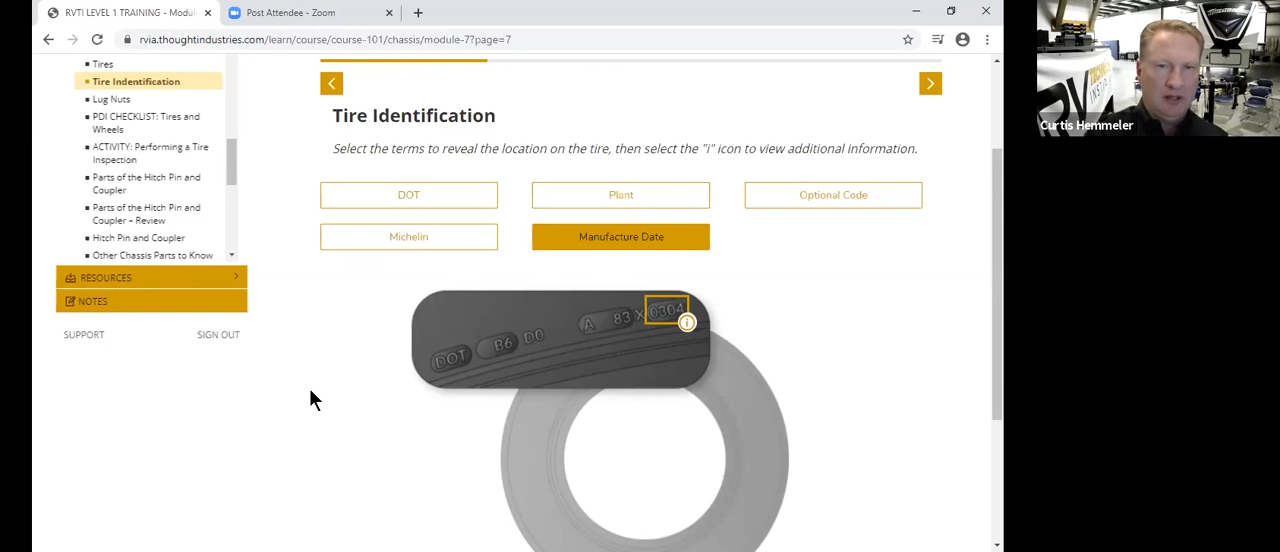 RVTI LEVEL 1 TRAINING - Modul
Post Attendee - Zoom
rvia.thoughtindustries.com/learn/course/course-301/chassis/module-7?page=7
Tires
Tire Indentification
Lug Nuts
PDI CHECKLIST: Tires and
Wheels
ACTIVITY: Performing a Tire
Inspection
Parts of the Hitch Pin and
Coupler
Parts of the Hitch Pin and
Coupler – Review
Hitch Pin and Coupler
Other Chassis Parts to Know
RESOURCES
NOTES
SUPPORT
SIGN OUT
Tire Identification
Select the terms to reveal the location on the tire, then select the "i" icon to view additional information.
DOT
Plant
Optional Code
Michelin
Manufacture Date
DOT B6 D0 A 83 X 0304
i
Curtis Hemmeler